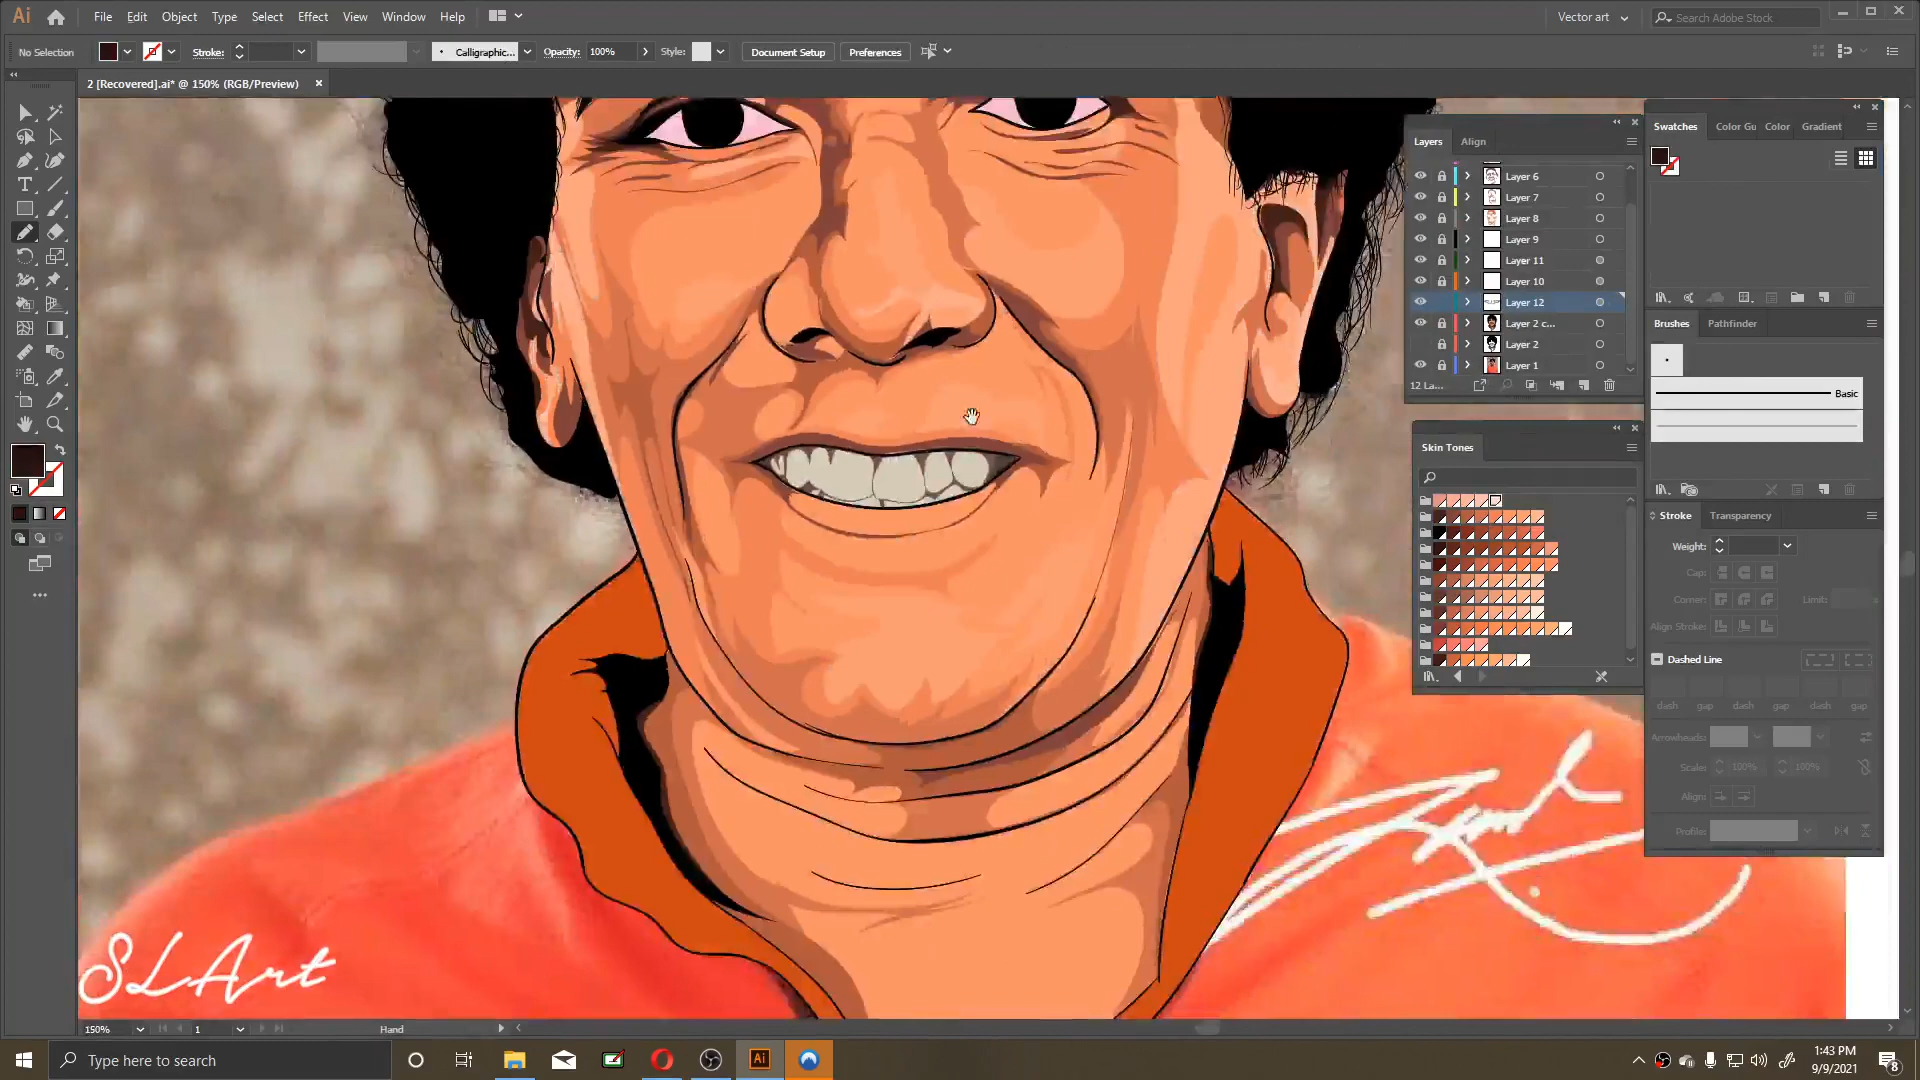 Ai File Edit Object Type Select Effect View Window Help Vector art Search Adobe Stock
No Selection Stroke: Calligraphic... Opacity: 100% Style: Document Setup Preferences
2 [Recovered].ai* @ 150% (RGB/Preview)
Layers Align
Layer 6
Layer 7
Layer 8
Layer 9
Layer 11
Layer 10
Layer 12
Layer 2 c...
Layer 2
Layer 1
12 La...
Skin Tones
Swatches Color Gu Color Gradient
Brushes Pathfinder
Basic
Stroke Transparency
Weight:
Cap:
Corner: Limit:
Align Stroke:
Dashed Line
dash gap dash gap dash gap
Arrowheads:
Scale: 100% 100%
Align:
Profile:
SLArt
150% 1 Hand
Type here to search
Ai
1:43 PM
9/9/2021
8